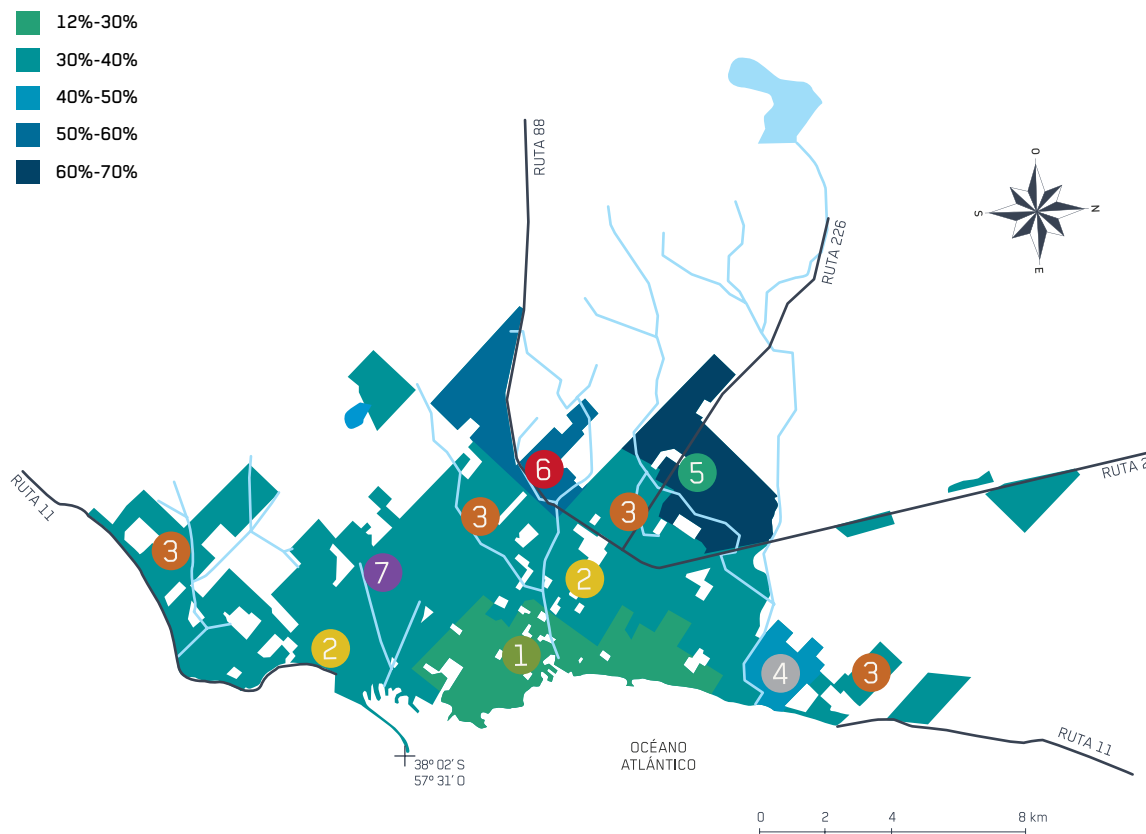 12%-30%
30%-40%
40%-50%
50%-60%
60%-70%
RUTA 88
RUTA 226
O
S
N
E
RUTA 2
RUTA 11
6
5
3
3
3
7
2
2
1
4
3
RUTA 11
OCÉANO
ATLÁNTICO
38º 02’ S
57º 31’ O
0 2 4 8 km